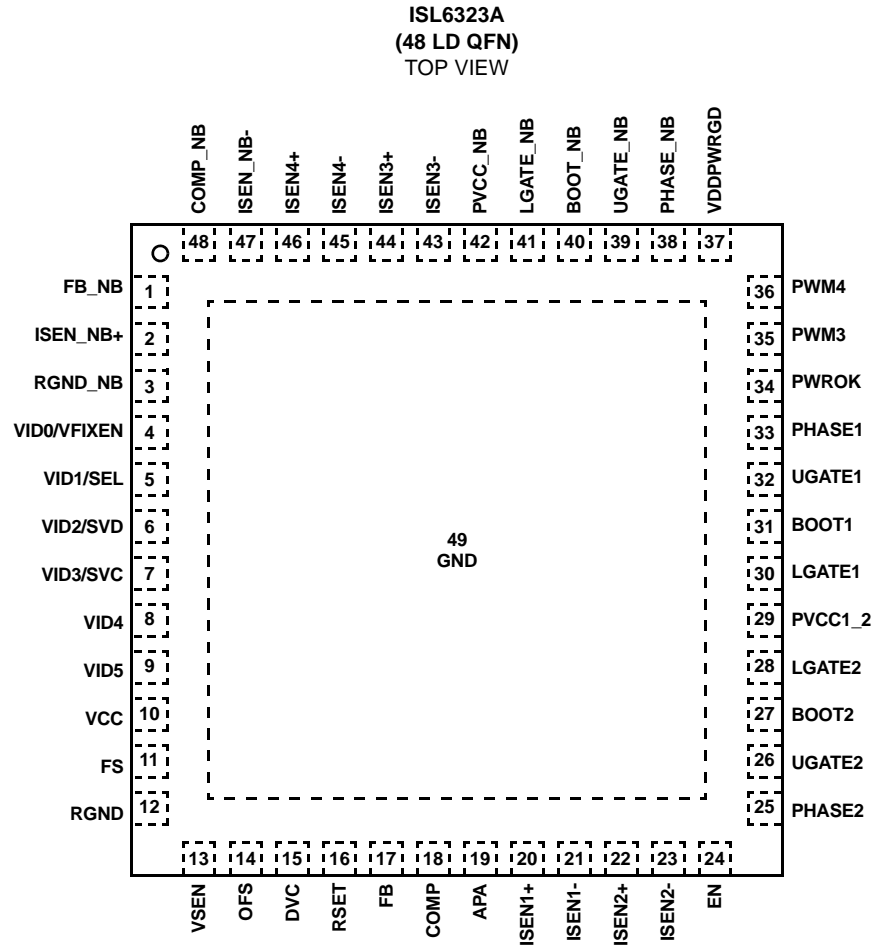 ISL6323A
(48 LD QFN)
TOP VIEW
COMP_NB
ISEN_NB-
ISEN4+
ISEN4-
ISEN3+
ISEN3-
PVCC_NB
LGATE_NB
BOOT_NB
UGATE_NB
PHASE_NB
VDDPWRGD
48 47 46 45 44 43 42 41 40 39 38 37
FB_NB 1 36 PWM4
ISEN_NB+ 2 35 PWM3
RGND_NB 3 34 PWROK
VID0/VFIXEN 4 33 PHASE1
VID1/SEL 5 32 UGATE1
VID2/SVD 6 31 BOOT1
49
GND
VID3/SVC 7 30 LGATE1
VID4 8 29 PVCC1_2
VID5 9 28 LGATE2
VCC 10 27 BOOT2
FS 11 26 UGATE2
RGND 12 25 PHASE2
13 14 15 16 17 18 19 20 21 22 23 24
VSEN
OFS
DVC
RSET
FB
COMP
APA
ISEN1+
ISEN1-
ISEN2+
ISEN2-
EN